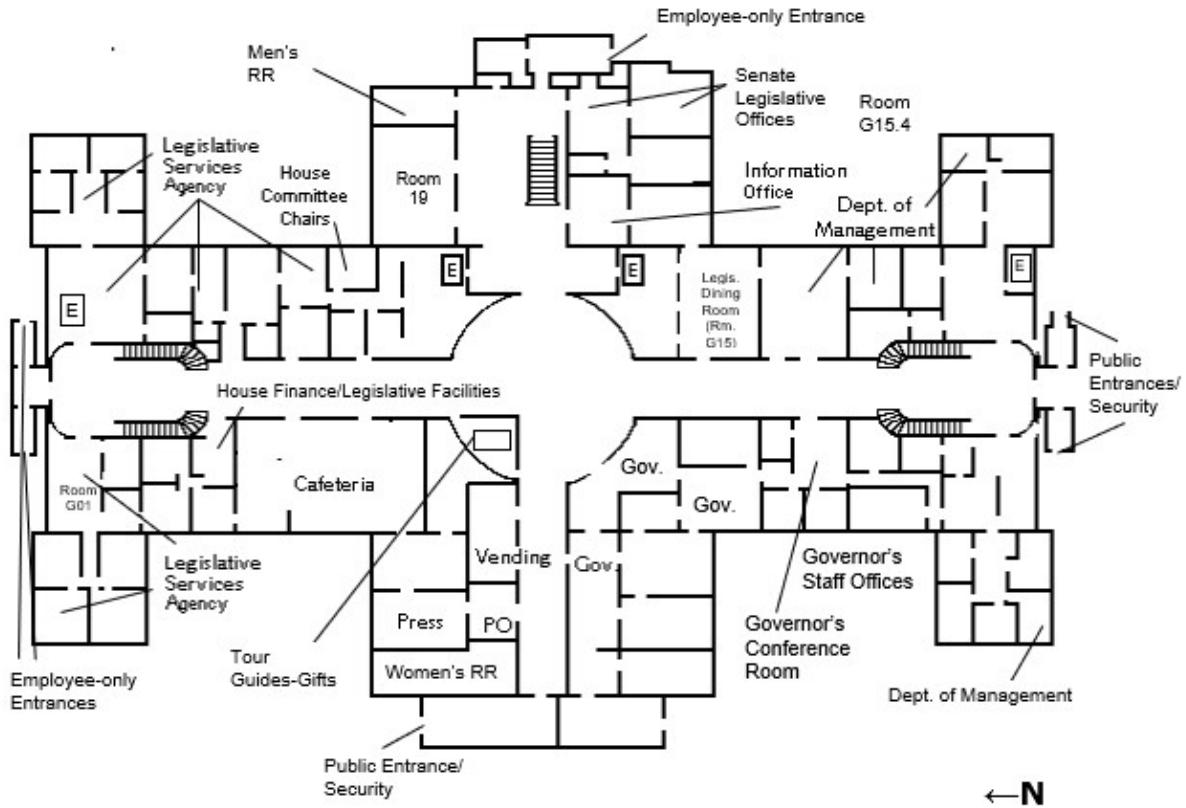 Employee-only Entrance
Men's
RR
Senate
Legislative
Offices
Room
G15.4
Legislative
Services
Agency
House
Committee
Chairs
Room
19
Information
Office
Dept. of
Management
E
E
E
E
Legis.
Dining
Room
(Rm.
G15)
Public
Entrances/
Security
House Finance/Legislative Facilities
Room
G01
Cafeteria
Gov.
Gov.
Legislative
Services
Agency
Vending
Gov.
Governor's
Staff Offices
Press
PO
Governor's
Conference
Room
Tour
Guides-Gifts
Women's RR
Employee-only
Entrances
Dept. of Management
Public Entrance/
Security
←N